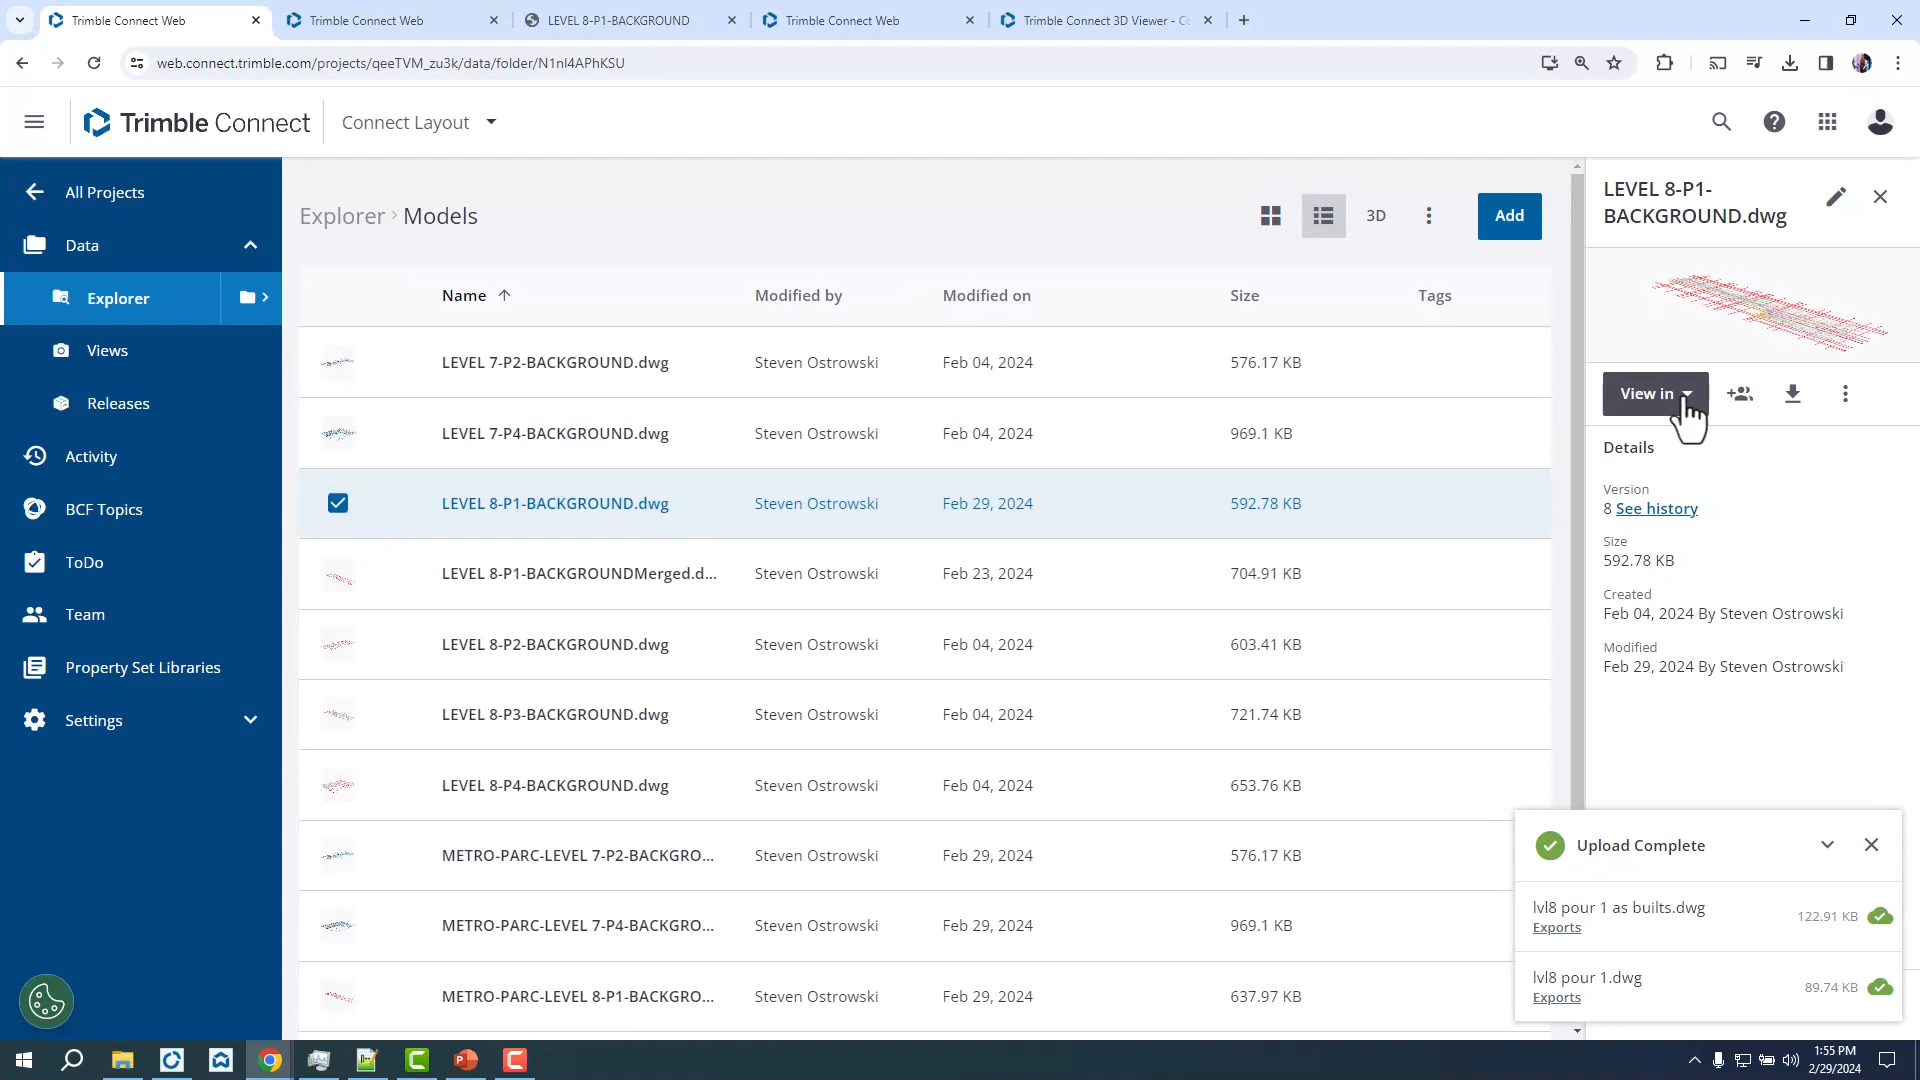 Trimble Connect Web
Trimble Connect Web
LEVEL 8-P1-BACKGROUND
Trimble Connect Web
Trimble Connect 3D Viewer - Co
web.connect.trimble.com/projects/qeeTVM_zu3k/data/folder/N1nI4APhKSU
Trimble Connect
Connect Layout
All Projects
Data
Explorer
Views
Releases
Activity
BCF Topics
ToDo
Team
Property Set Libraries
Settings
Explorer › Models
3D
Add
Name Modified by Modified on Size Tags
LEVEL 7-P2-BACKGROUND.dwg Steven Ostrowski Feb 04, 2024 576.17 KB
LEVEL 7-P4-BACKGROUND.dwg Steven Ostrowski Feb 04, 2024 969.1 KB
LEVEL 8-P1-BACKGROUND.dwg Steven Ostrowski Feb 29, 2024 592.78 KB
LEVEL 8-P1-BACKGROUNDMerged.d... Steven Ostrowski Feb 23, 2024 704.91 KB
LEVEL 8-P2-BACKGROUND.dwg Steven Ostrowski Feb 04, 2024 603.41 KB
LEVEL 8-P3-BACKGROUND.dwg Steven Ostrowski Feb 04, 2024 721.74 KB
LEVEL 8-P4-BACKGROUND.dwg Steven Ostrowski Feb 04, 2024 653.76 KB
METRO-PARC-LEVEL 7-P2-BACKGRO... Steven Ostrowski Feb 29, 2024 576.17 KB
METRO-PARC-LEVEL 7-P4-BACKGRO... Steven Ostrowski Feb 29, 2024 969.1 KB
METRO-PARC-LEVEL 8-P1-BACKGRO... Steven Ostrowski Feb 29, 2024 637.97 KB
LEVEL 8-P1-
BACKGROUND.dwg
View in
Details
Version
8 See history
Size
592.78 KB
Created
Feb 04, 2024 By Steven Ostrowski
Modified
Feb 29, 2024 By Steven Ostrowski
Upload Complete
lvl8 pour 1 as builts.dwg
Exports
122.91 KB
lvl8 pour 1.dwg
Exports
89.74 KB
1:55 PM
2/29/2024